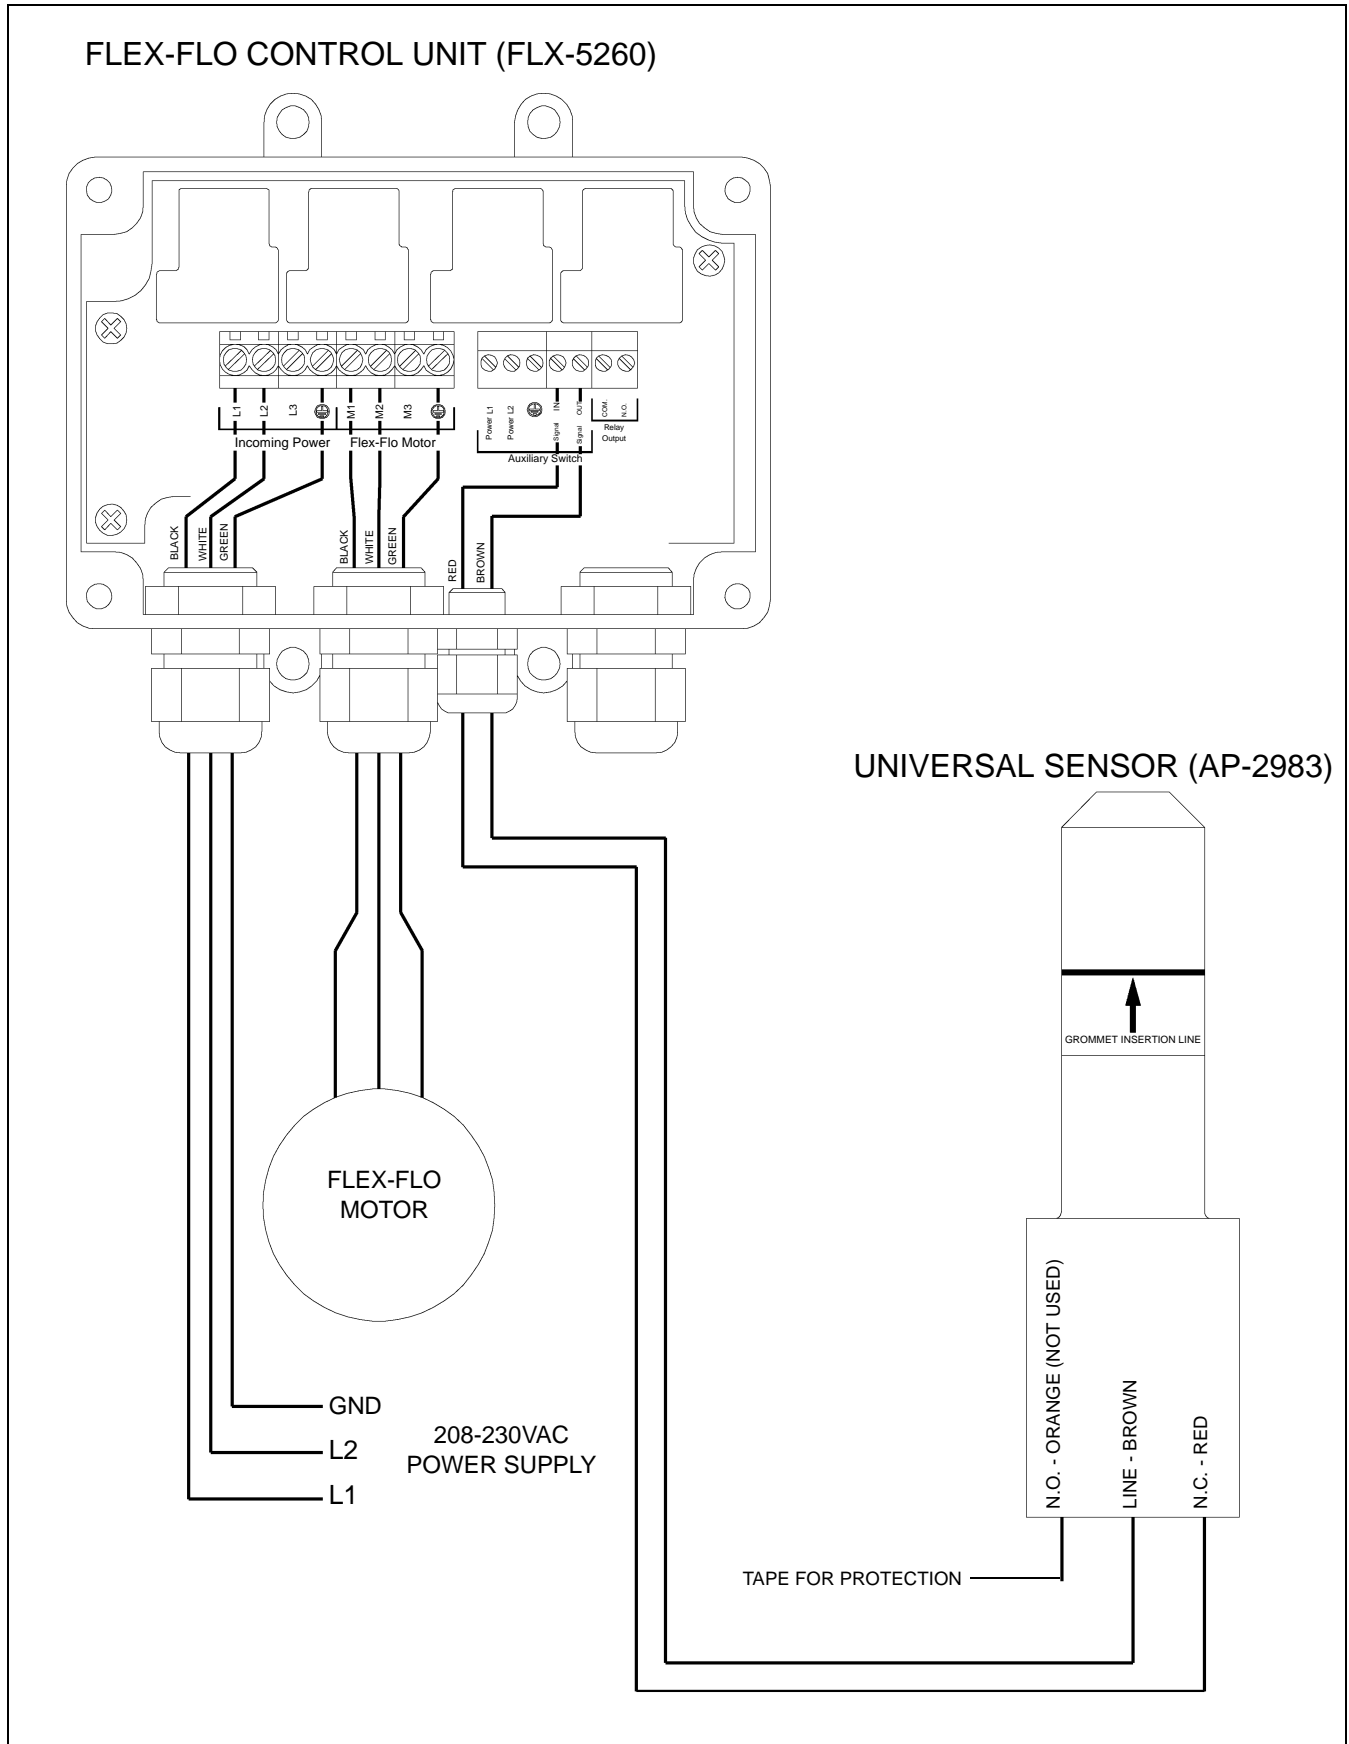 FLEX-FLO CONTROL UNIT (FLX-5260)
L1
L2
L3
M1
M2
M3
Incoming Power
Flex-Flo Motor
Power L1
Power L2
Signal IN
Signal OUT
COM.
N.O.
Relay
Output
Auxiliary Switch
BLACK
WHITE
GREEN
BLACK
WHITE
GREEN
RED
BROWN
UNIVERSAL SENSOR (AP-2983)
GROMMET INSERTION LINE
FLEX-FLO
MOTOR
N.O. - ORANGE (NOT USED)
LINE - BROWN
N.C. - RED
GND
L2
L1
208-230VAC
POWER SUPPLY
TAPE FOR PROTECTION